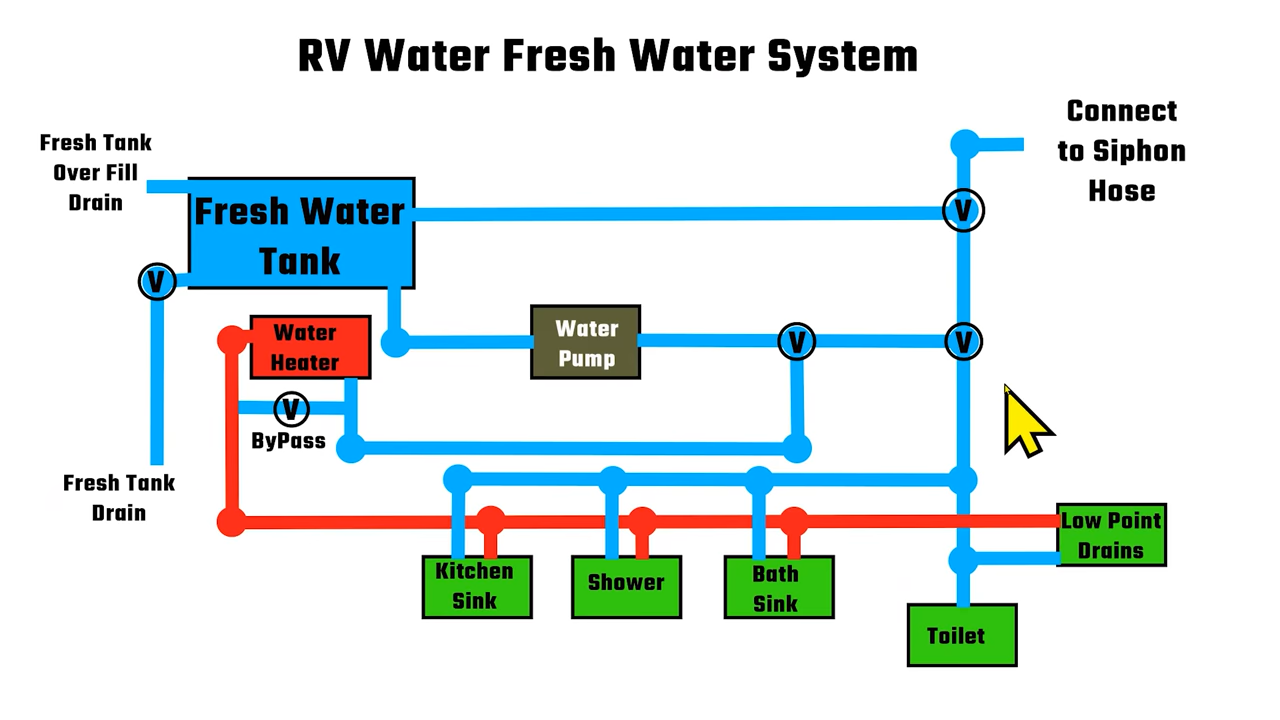 RV Water Fresh Water System
Connect
to Siphon
Hose
Fresh Tank
Over Fill
Drain
Fresh Water
Tank
V
V
Water
Heater
Water
Pump
V
V
V
ByPass
Fresh Tank
Drain
Low Point
Drains
Kitchen
Sink
Shower
Bath
Sink
Toilet